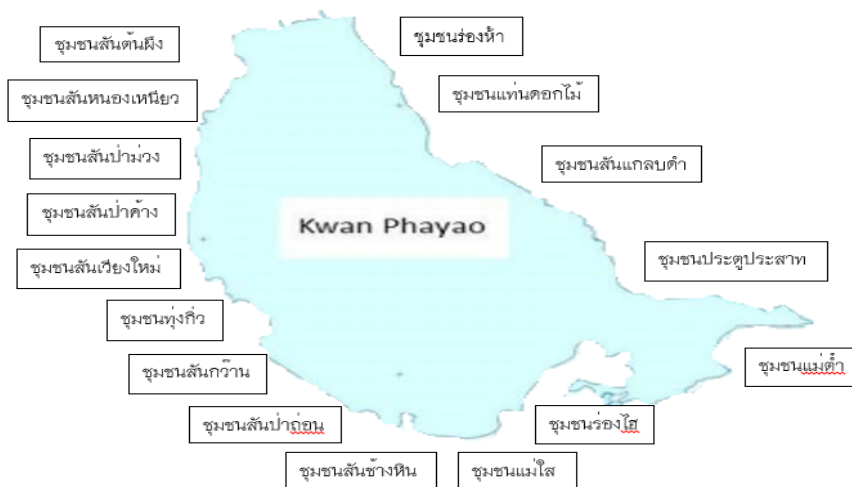 ชุมชนร่องห้า
ชุมชนสันต้นผึง
ชุมชนแท่นดอกไม้
ชุมชนสันหนองเหนียว
ชุมชนสันป่าม่วง
ชุมชนสันแกลบดำ
ชุมชนสันป่าค้าง
Kwan Phayao
ชุมชนสันเวียงใหม่
ชุมชนประตูประสาท
ชุมชนทุ่งกิ่ว
ชุมชนสันกว๊าน
ชุมชนแม่ต๋ำ
ชุมชนสันป่าถ่อน
ชุมชนร่องไฮ
ชุมชนสันช้างหิน
ชุมชนแม่ใส